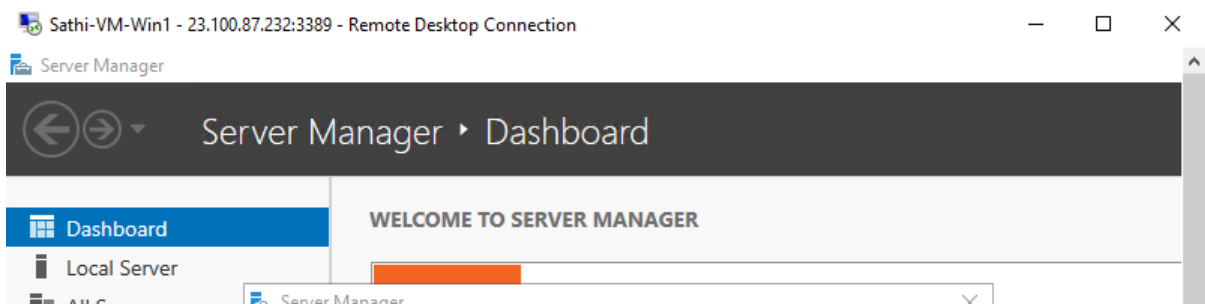 Sathi-VM-Win1 - 23.100.87.232:3389 - Remote Desktop Connection
Server Manager
Server Manager ‣ Dashboard
Dashboard
WELCOME TO SERVER MANAGER
Local Server
Server Manager